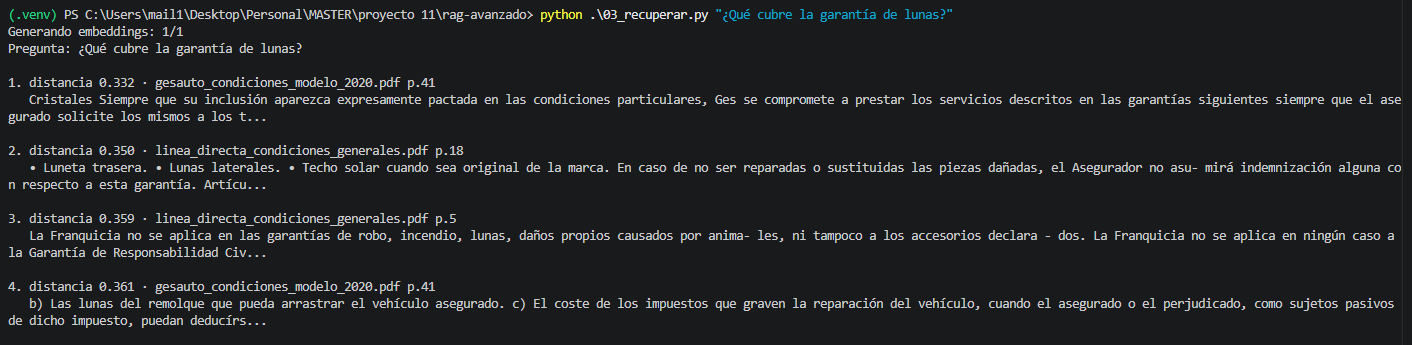 (.venv) PS C:\Users\mail1\Desktop\Personal\MASTER\proyecto 11\rag-avanzado> python .\03_recuperar.py "¿Qué cubre la garantía de lunas?"
Generando embeddings: 1/1
Pregunta: ¿Qué cubre la garantía de lunas?
1. distancia 0.332 · gesauto_condiciones_modelo_2020.pdf p.41
Cristales Siempre que su inclusión aparezca expresamente pactada en las condiciones particulares, Ges se compromete a prestar los servicios descritos en las garantías siguientes siempre que el ase
gurado solicite los mismos a los t...
2. distancia 0.350 · linea_directa_condiciones_generales.pdf p.18
• Luneta trasera. • Lunas laterales. • Techo solar cuando sea original de la marca. En caso de no ser reparadas o sustituidas las piezas dañadas, el Asegurador no asu- mirá indemnización alguna co
n respecto a esta garantía. Artícu...
3. distancia 0.359 · linea_directa_condiciones_generales.pdf p.5
La Franquicia no se aplica en las garantías de robo, incendio, lunas, daños propios causados por anima- les, ni tampoco a los accesorios declara - dos. La Franquicia no se aplica en ningún caso a
la Garantía de Responsabilidad Civ...
4. distancia 0.361 · gesauto_condiciones_modelo_2020.pdf p.41
b) Las lunas del remolque que pueda arrastrar el vehículo asegurado. c) El coste de los impuestos que graven la reparación del vehículo, cuando el asegurado o el perjudicado, como sujetos pasivos
de dicho impuesto, puedan deducírs...